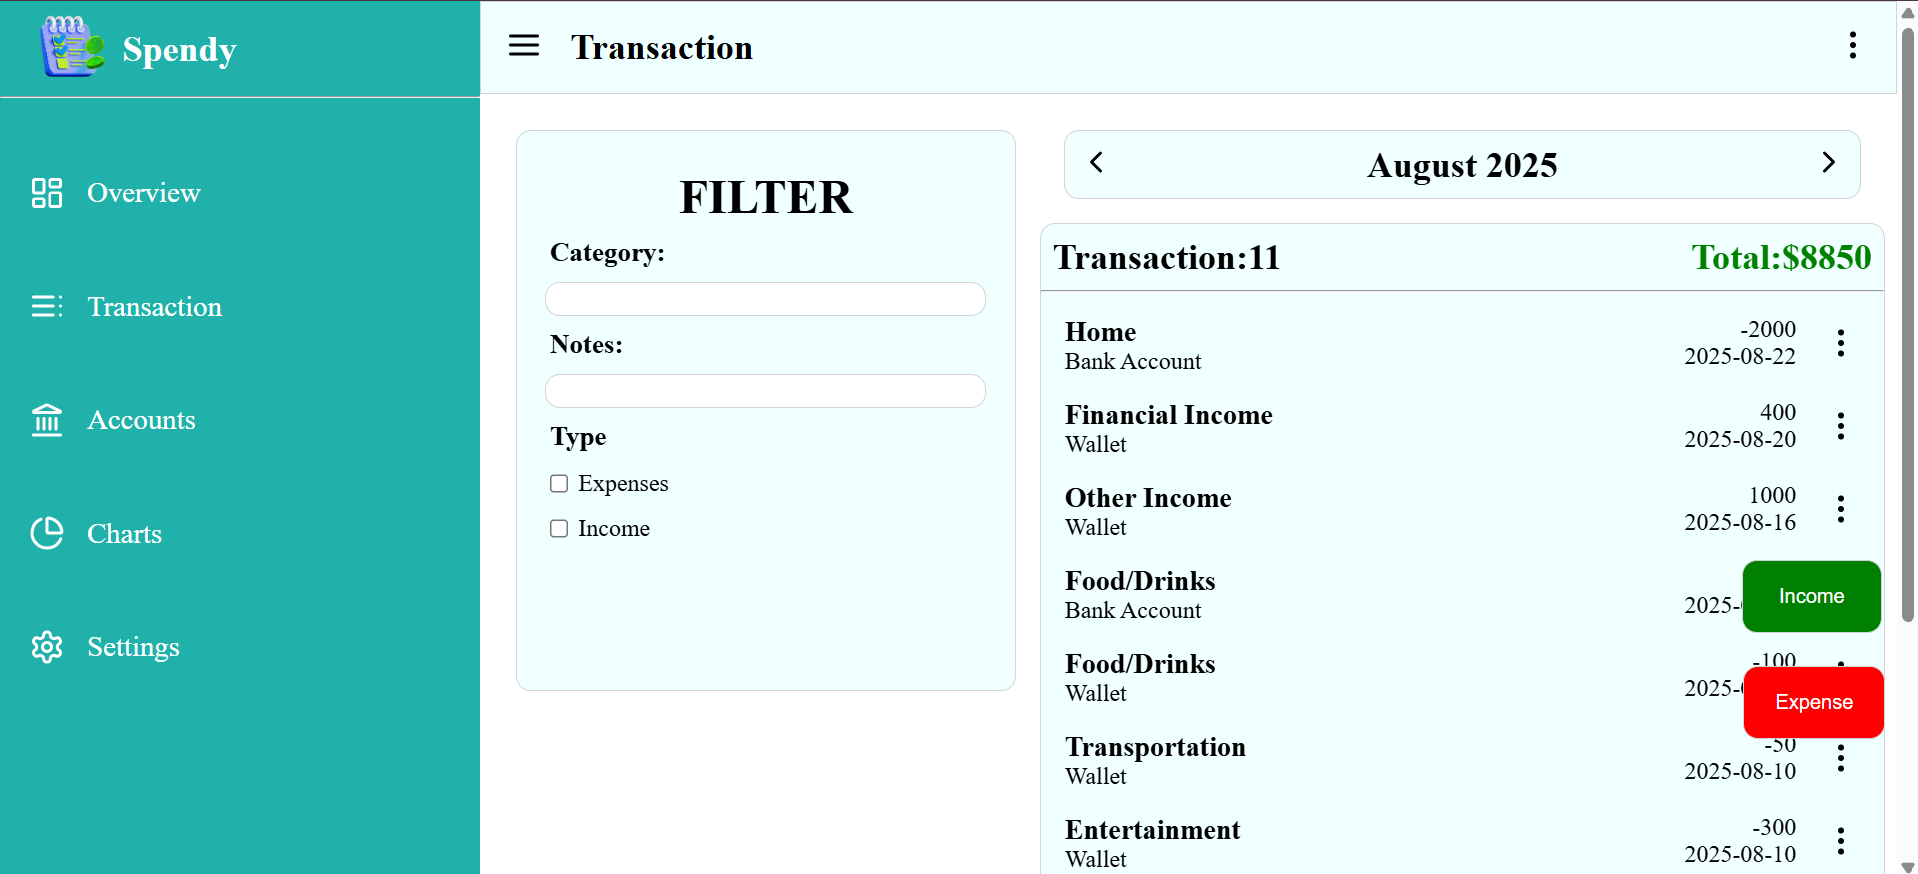 Spendy
Transaction
Overview
Transaction
Accounts
Charts
Settings
FILTER
Category:
Notes:
Type
Expenses
Income
August 2025
Transaction:11 Total:$8850
Home -2000
Bank Account 2025-08-22
Financial Income 400
Wallet 2025-08-20
Other Income 1000
Wallet 2025-08-16
Food/Drinks
Bank Account 2025-
Income
Food/Drinks -100
Wallet 2025-
Expense
Transportation -50
Wallet 2025-08-10
Entertainment -300
Wallet 2025-08-10